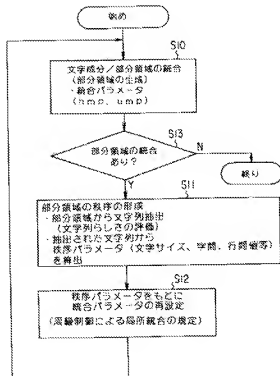 始め
S10
文字成分/部分領域の統合
(部分領域の生成)
・統合パラメータ
(hmp、ump)
S13
部分領域の統合
あり?
N
終り
Y
S11
部分領域の秩序の形成
・部分領域から文字列抽出
(文字列らしさの評価)
・抽出された文字列から
秩序パラメータ(文字サイズ、字間、行間値等)
を検出
S12
秩序パラメータをもとに
統合パラメータの再設定
による局所統合の規定)